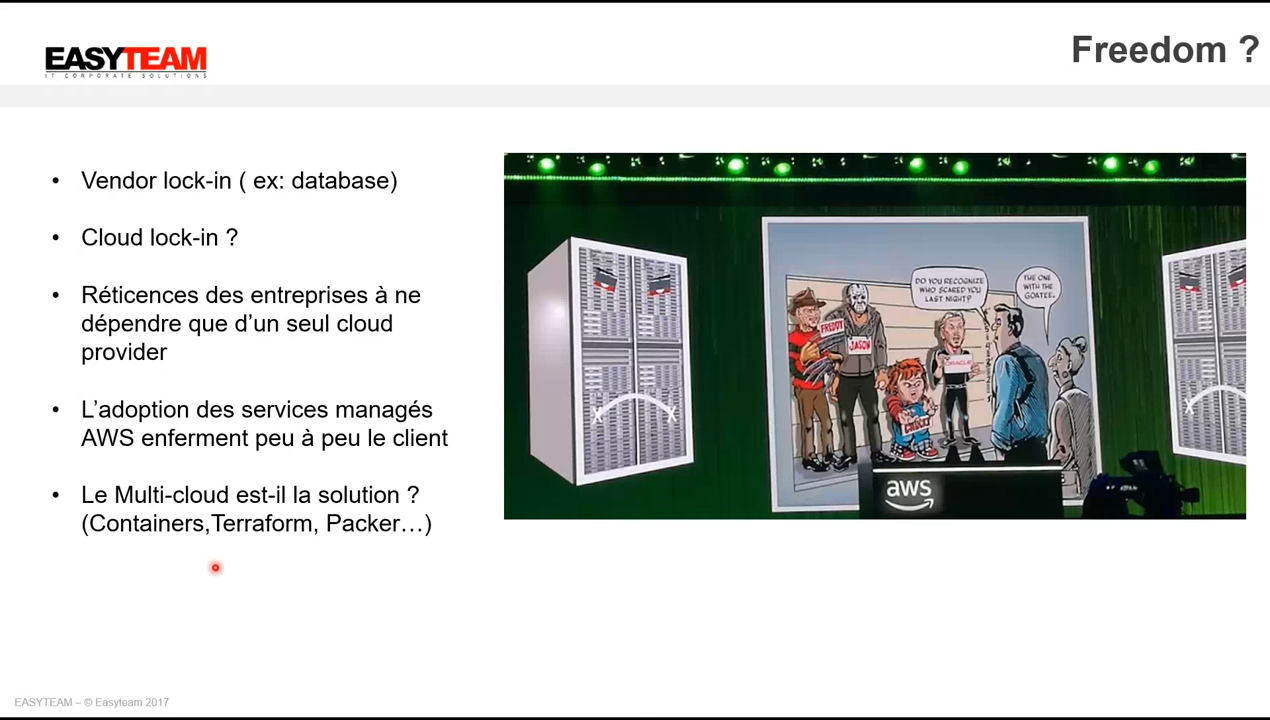 EASYTEAM
IT CORPORATE SOLUTIONS
Freedom ?
• Vendor lock-in ( ex: database)
• Cloud lock-in ?
• Réticences des entreprises à ne
dépendre que d’un seul cloud
provider
• L’adoption des services managés
AWS enferment peu à peu le client
• Le Multi-cloud est-il la solution ?
(Containers,Terraform, Packer…)
DO YOU RECOGNIZE
WHO SCARED YOU
LAST NIGHT?
THE ONE
WITH THE
GOATEE.
FREDDY
JASON
ORACLE
CHUCKY
aws
EASYTEAM – © Easyteam 2017